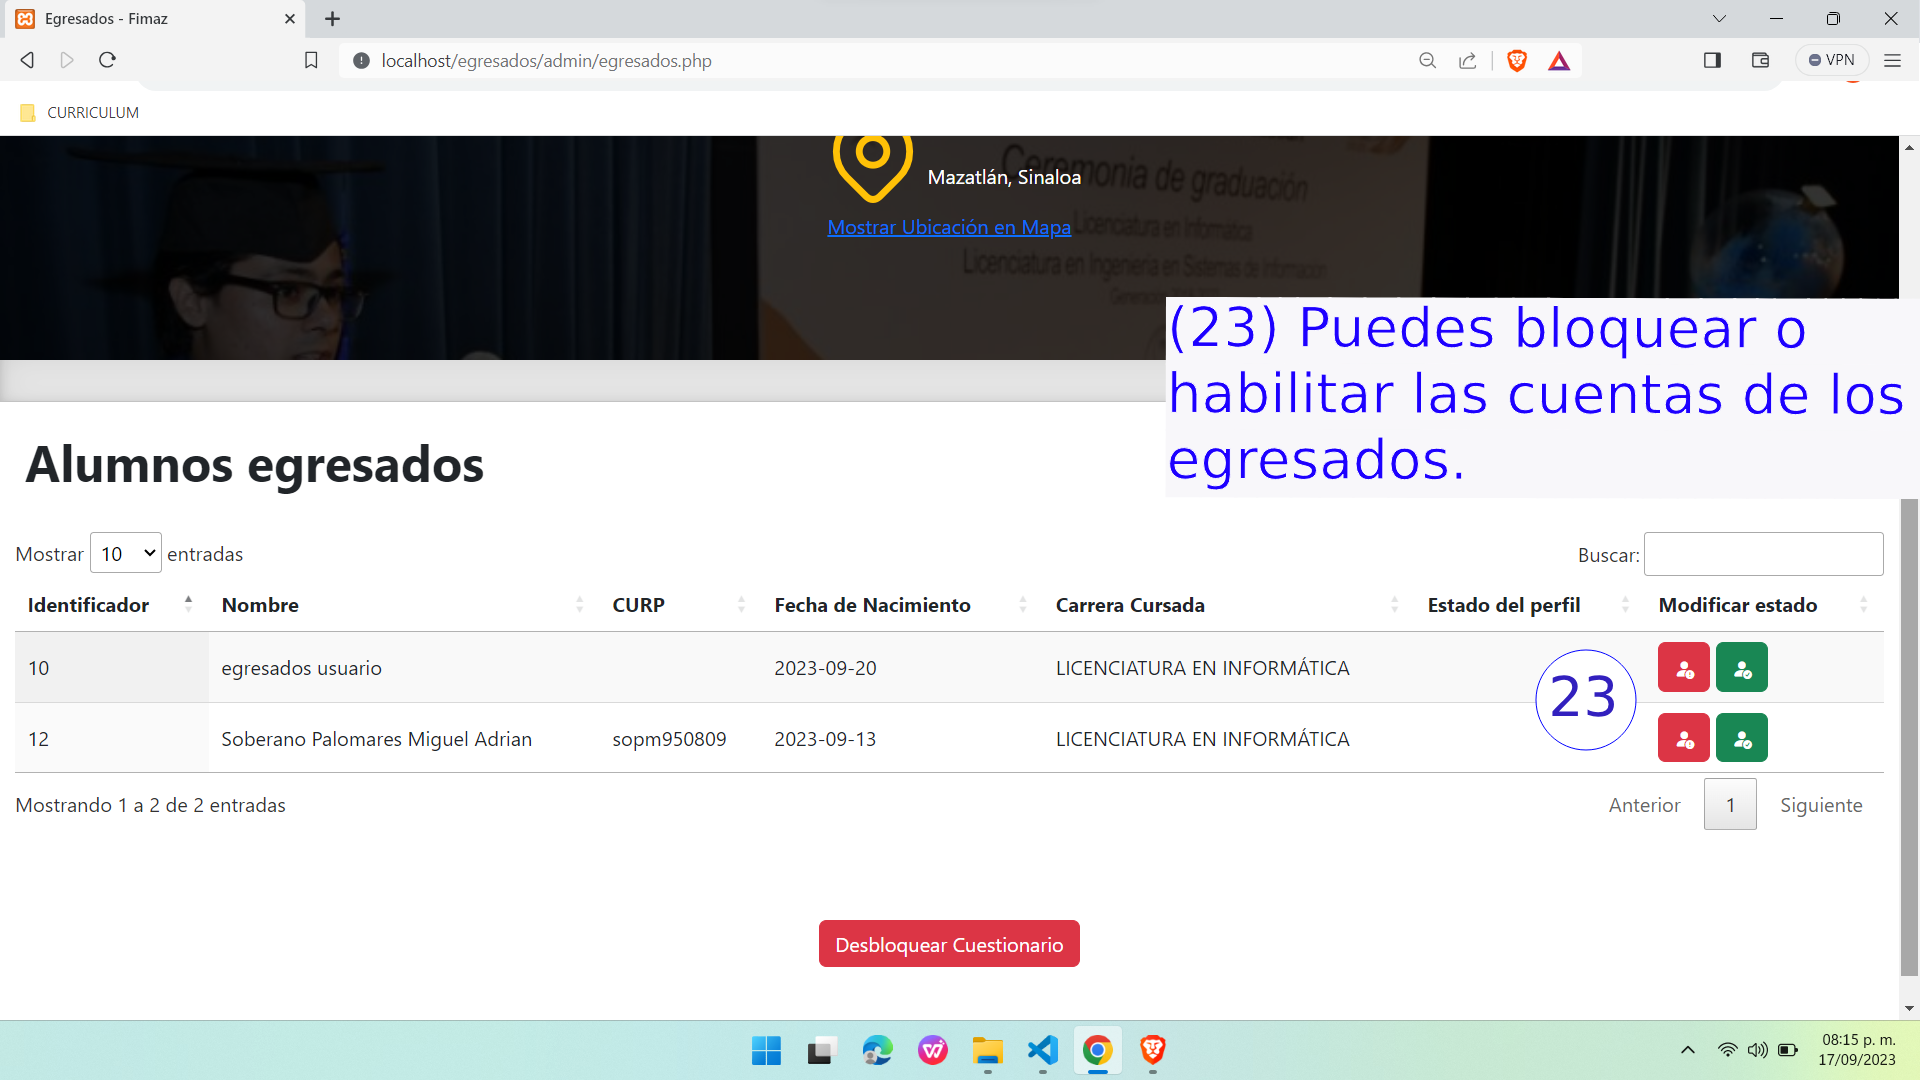 Egresados - Fimaz
localhost/egresados/admin/egresados.php
VPN
CURRICULUM
Ceremonia de graduación
Mazatlán, Sinaloa
Mostrar Ubicación en Mapa
Licenciatura en Informática
Licenciatura en Ingeniería en Sistemas de Información
(23) Puedes bloquear o
habilitar las cuentas de los
egresados.
Alumnos egresados
Mostrar 10 entradas
Buscar:
Identificador Nombre CURP Fecha de Nacimiento Carrera Cursada Estado del perfil Modificar estado
10 egresados usuario 2023-09-20 LICENCIATURA EN INFORMÁTICA
23
12 Soberano Palomares Miguel Adrian sopm950809 2023-09-13 LICENCIATURA EN INFORMÁTICA
Mostrando 1 a 2 de 2 entradas
Anterior 1 Siguiente
Desbloquear Cuestionario
08:15 p. m.
17/09/2023